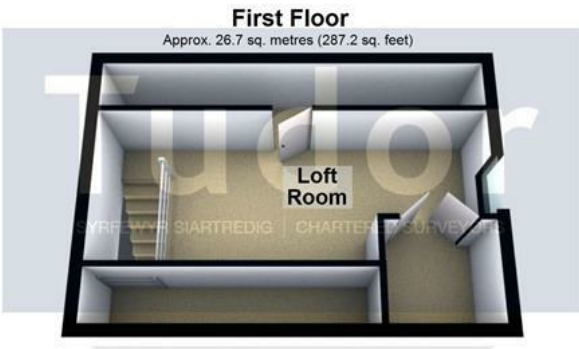 First Floor
Approx. 26.7 sq. metres (287.2 sq. feet)
Tudor
Loft
Room
SYRFEWYR SIARTREDIG | CHARTERED SURVEYORS